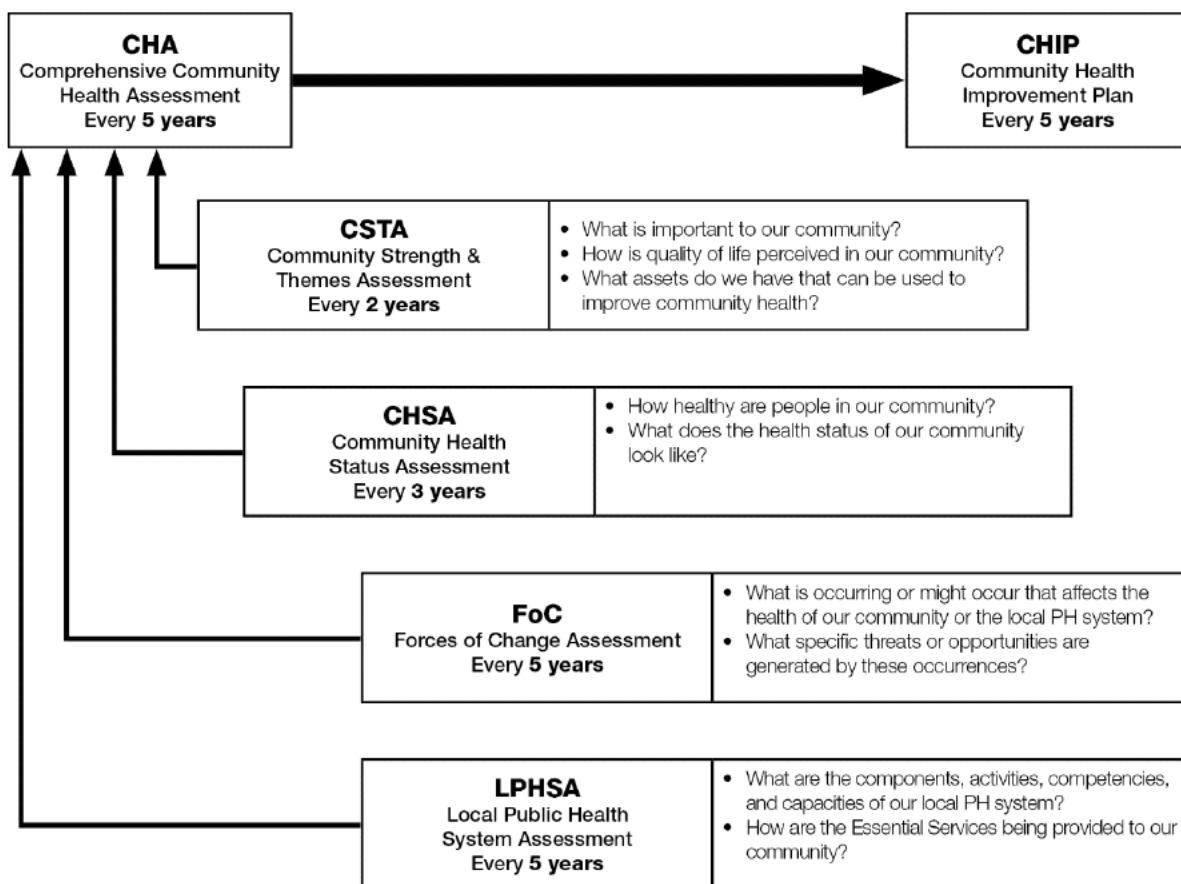 CHA
Comprehensive Community
Health Assessment
Every 5 years
CHIP
Community Health
Improvement Plan
Every 5 years
CSTA
Community Strength &
Themes Assessment
Every 2 years
• What is important to our community?
• How is quality of life perceived in our community?
• What assets do we have that can be used to
improve community health?
CHSA
Community Health
Status Assessment
Every 3 years
• How healthy are people in our community?
• What does the health status of our community
look like?
FoC
Forces of Change Assessment
Every 5 years
• What is occurring or might occur that affects the
health of our community or the local PH system?
• What specific threats or opportunities are
generated by these occurrences?
LPHSA
Local Public Health
System Assessment
Every 5 years
• What are the components, activities, competencies,
and capacities of our local PH system?
• How are the Essential Services being provided to our
community?